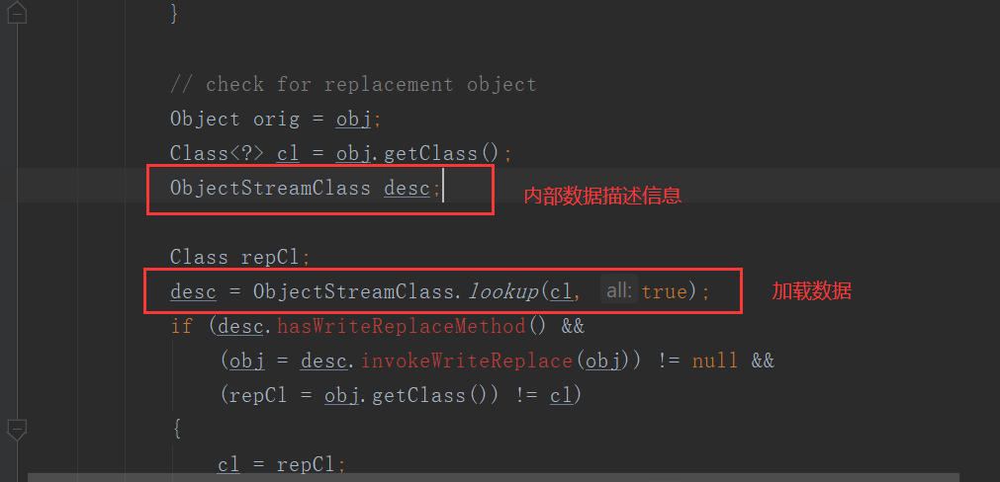 }
// check for replacement object
Object orig = obj;
Class<?> cl = obj.getClass();
ObjectStreamClass desc;
内部数据描述信息
Class repCl;
desc = ObjectStreamClass.lookup(cl, all: true);
加载数据
if (desc.hasWriteReplaceMethod() &&
(obj = desc.invokeWriteReplace(obj)) != null &&
(repCl = obj.getClass()) != cl)
{
cl = repCl;